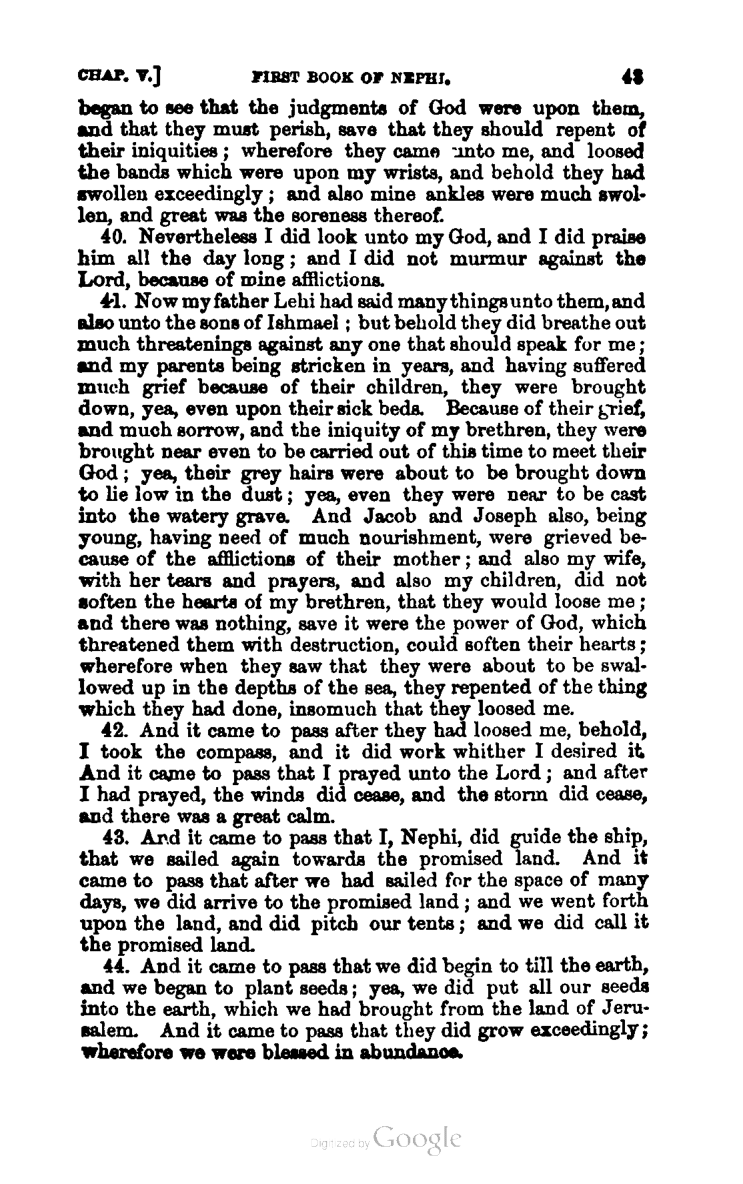 CHAP. V.] FIRST BOOK OF NEPHI. 43
began to see that the judgments of God were upon them,
and that they must perish, save that they should repent of
their iniquities; wherefore they came unto me, and loosed
the bands which were upon my wrists, and behold they had
swollen exceedingly; and also mine ankles were much swol-
len, and great was the soreness thereof.
40. Nevertheless I did look unto my God, and I did praise
him all the day long; and I did not murmur against the
Lord, because of mine afflictions.
41. Now my father Lehi had said many things unto them, and
also unto the sons of Ishmael; but behold they did breathe out
much threatenings against any one that should speak for me;
and my parents being stricken in years, and having suffered
much grief because of their children, they were brought
down, yea, even upon their sick beds. Because of their grief,
and much sorrow, and the iniquity of my brethren, they were
brought near even to be carried out of this time to meet their
God; yea, their grey hairs were about to be brought down
to lie low in the dust; yea, even they were near to be cast
into the watery grave. And Jacob and Joseph also, being
young, having need of much nourishment, were grieved be-
cause of the afflictions of their mother; and also my wife,
with her tears and prayers, and also my children, did not
soften the hearts of my brethren, that they would loose me;
and there was nothing, save it were the power of God, which
threatened them with destruction, could soften their hearts;
wherefore when they saw that they were about to be swal-
lowed up in the depths of the sea, they repented of the thing
which they had done, insomuch that they loosed me.
42. And it came to pass after they had loosed me, behold,
I took the compass, and it did work whither I desired it.
And it came to pass that I prayed unto the Lord; and after
I had prayed, the winds did cease, and the storm did cease,
and there was a great calm.
43. And it came to pass that I, Nephi, did guide the ship,
that we sailed again towards the promised land. And it
came to pass that after we had sailed for the space of many
days, we did arrive to the promised land; and we went forth
upon the land, and did pitch our tents; and we did call it
the promised land.
44. And it came to pass that we did begin to till the earth,
and we began to plant seeds; yea, we did put all our seeds
into the earth, which we had brought from the land of Jeru-
salem. And it came to pass that they did grow exceedingly;
wherefore we were blessed in abundance.
Digitized by Google